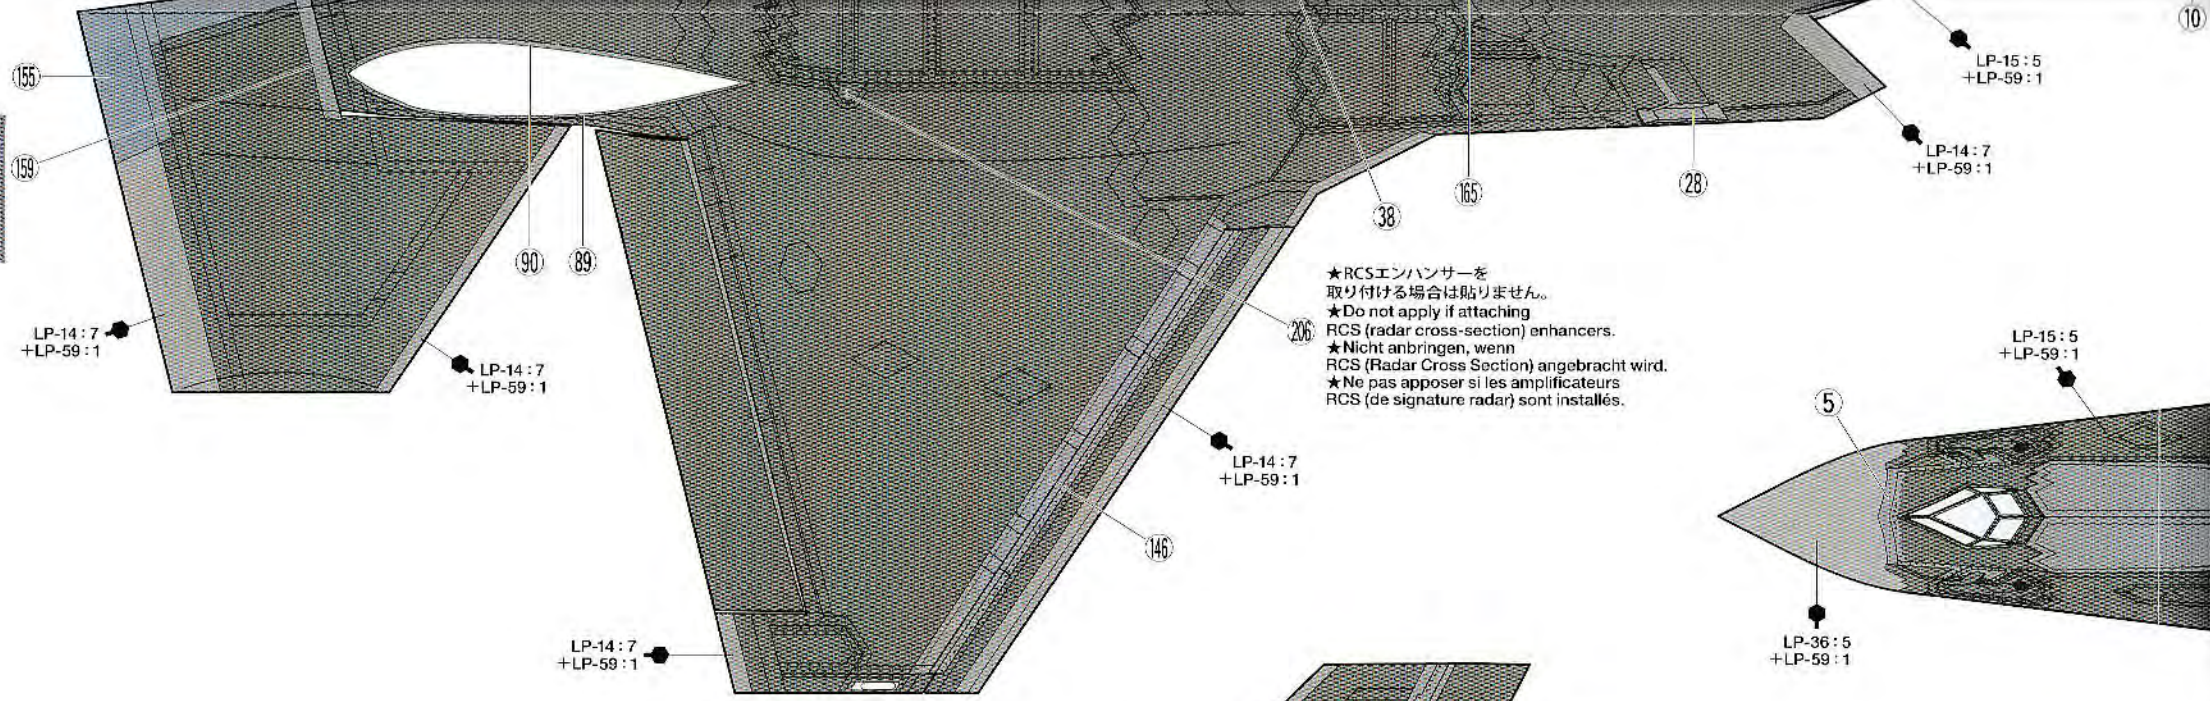 10
LP-15 : 5
+LP-59 : 1
155
LP-14 : 7
+LP-59 : 1
159
28
165
38
90
89
★RCSエンハンサーを
取り付ける場合は貼りません。
★Do not apply if attaching
RCS (radar cross-section) enhancers.
★Nicht anbringen, wenn
RCS (Radar Cross Section) angebracht wird.
★Ne pas apposer si les amplificateurs
RCS (de signature radar) sont installés.
206
LP-14 : 7
+LP-59 : 1
LP-14 : 7
+LP-59 : 1
LP-15 : 5
+LP-59 : 1
5
LP-14 : 7
+LP-59 : 1
146
LP-14 : 7
+LP-59 : 1
LP-36 : 5
+LP-59 : 1